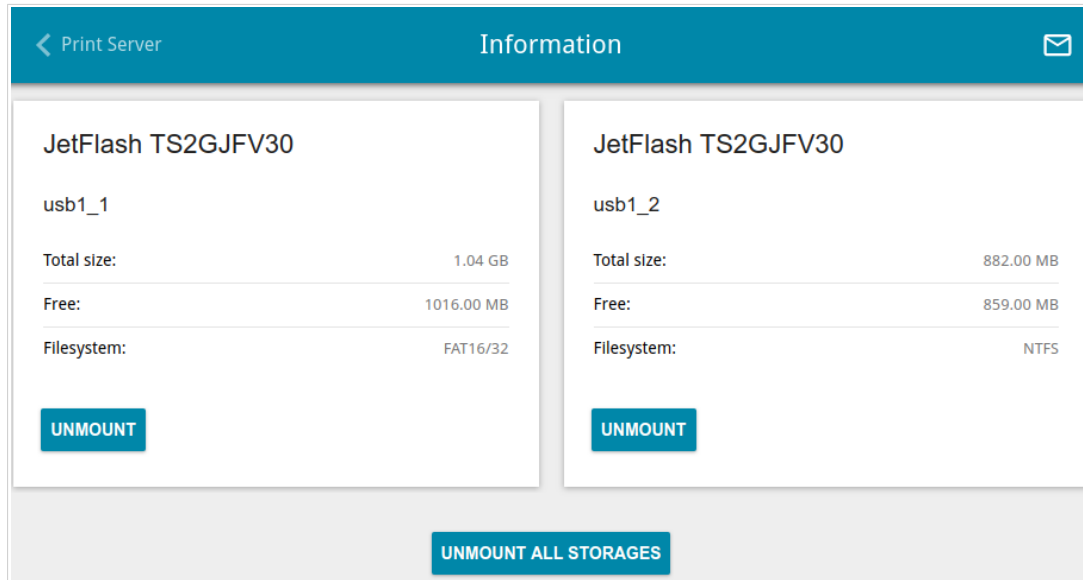 Print Server
Information
JetFlash TS2GJFV30
usb1_1
Total size: 1.04 GB
Free: 1016.00 MB
Filesystem: FAT16/32
UNMOUNT
JetFlash TS2GJFV30
usb1_2
Total size: 882.00 MB
Free: 859.00 MB
Filesystem: NTFS
UNMOUNT
UNMOUNT ALL STORAGES